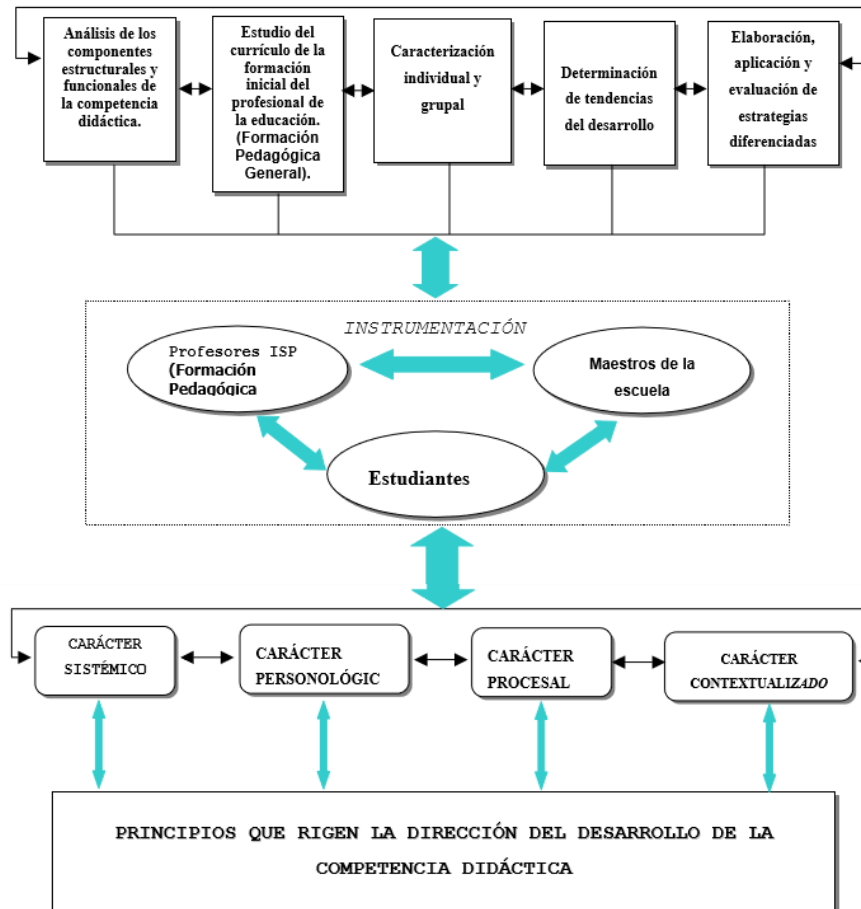 Análisis de los
componentes
estructurales y
funcionales de
la competencia
didáctica.
Estudio del
currículo de la
formación
inicial del
profesional de
la educación.
(Formación
Pedagógica
General).
Caracterización
individual y
grupal
Determinación
de tendencias
del desarrollo
Elaboración,
aplicación y
evaluación de
estrategias
diferenciadas
INSTRUMENTACIÓN
Profesores ISP
(Formación
Pedagógica
Maestros de la
escuela
Estudiantes
CARÁCTER
SISTÉMICO
CARÁCTER
PERSONOLÓGIC
CARÁCTER
PROCESAL
CARÁCTER
CONTEXTUALIZADO
PRINCIPIOS QUE RIGEN LA DIRECCIÓN DEL DESARROLLO DE LA
COMPETENCIA DIDÁCTICA